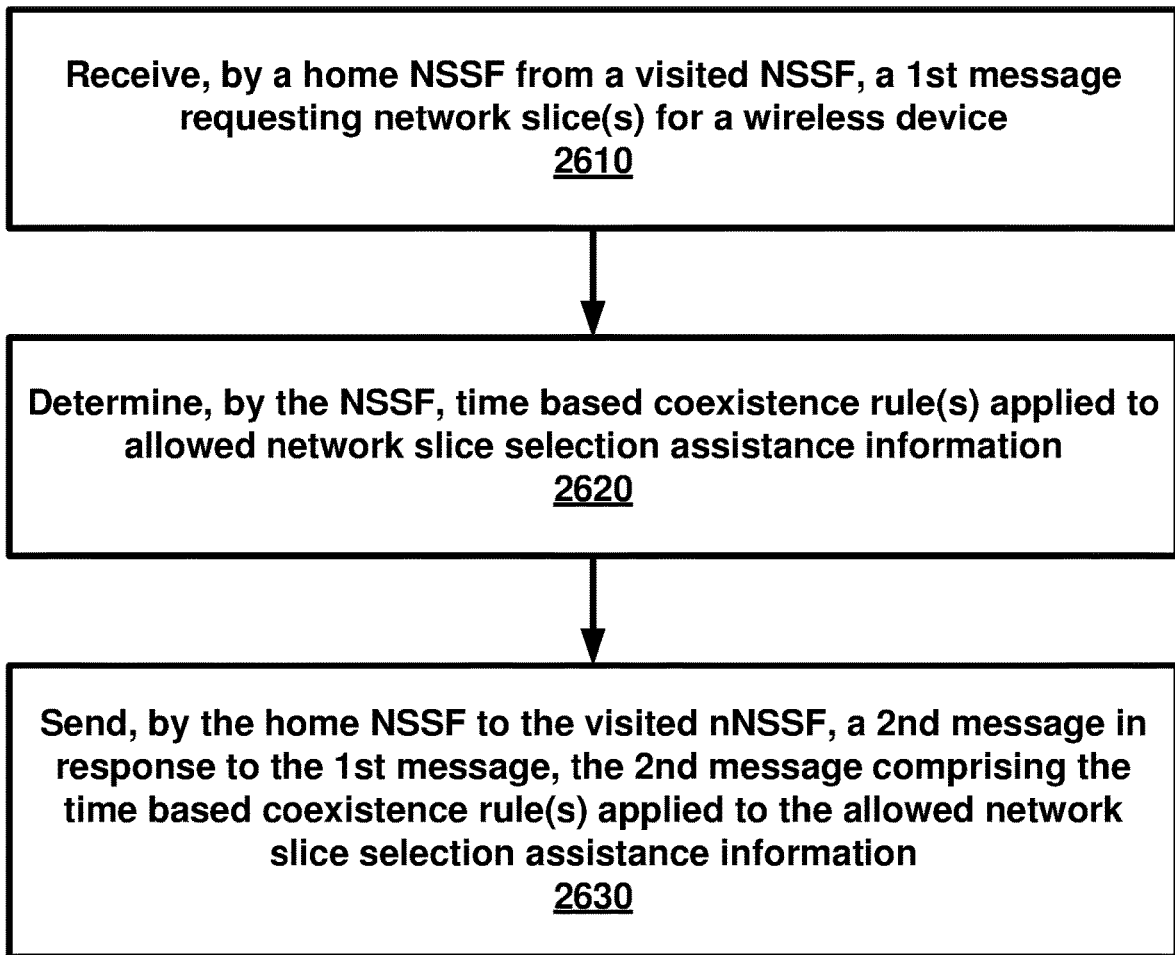 Receive, by a home NSSF from a visited NSSF, a 1st message
requesting network slice(s) for a wireless device
2610
Determine, by the NSSF, time based coexistence rule(s) applied to
allowed network slice selection assistance information
2620
Send, by the home NSSF to the visited nNSSF, a 2nd message in
response to the 1st message, the 2nd message comprising the
time based coexistence rule(s) applied to the allowed network
slice selection assistance information
2630